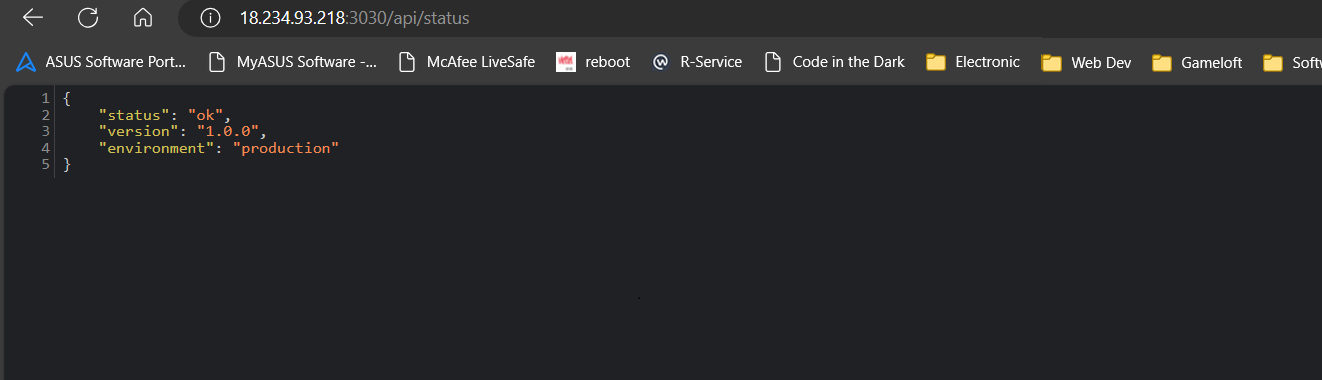 18.234.93.218:3030/api/status
ASUS Software Port... MyASUS Software -... McAfee LiveSafe reboot R-Service Code in the Dark Electronic Web Dev Gameloft Softw
1 {
2 "status": "ok",
3 "version": "1.0.0",
4 "environment": "production"
5 }